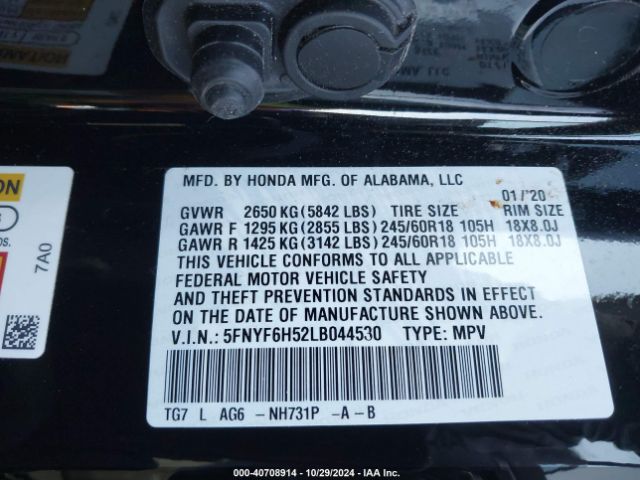 MFD. BY HONDA MFG. OF ALABAMA, LLC
01/'20
GVWR 2650 KG (5842 LBS) TIRE SIZE RIM SIZE
GAWR F 1295 KG (2855 LBS) 245/60R18 105H 18X8.0J
GAWR R 1425 KG (3142 LBS) 245/60R18 105H 18X8.0J
THIS VEHICLE CONFORMS TO ALL APPLICABLE
FEDERAL MOTOR VEHICLE SAFETY
AND THEFT PREVENTION STANDARDS IN EFFECT
ON THE DATE OF MANUFACTURE SHOWN ABOVE.
V.I.N.: 5FNYF6H52LB044530 TYPE: MPV
TG7 L AG6 -NH731P -A -B
7A0
000-40708914 - 10/29/2024 - IAA Inc.